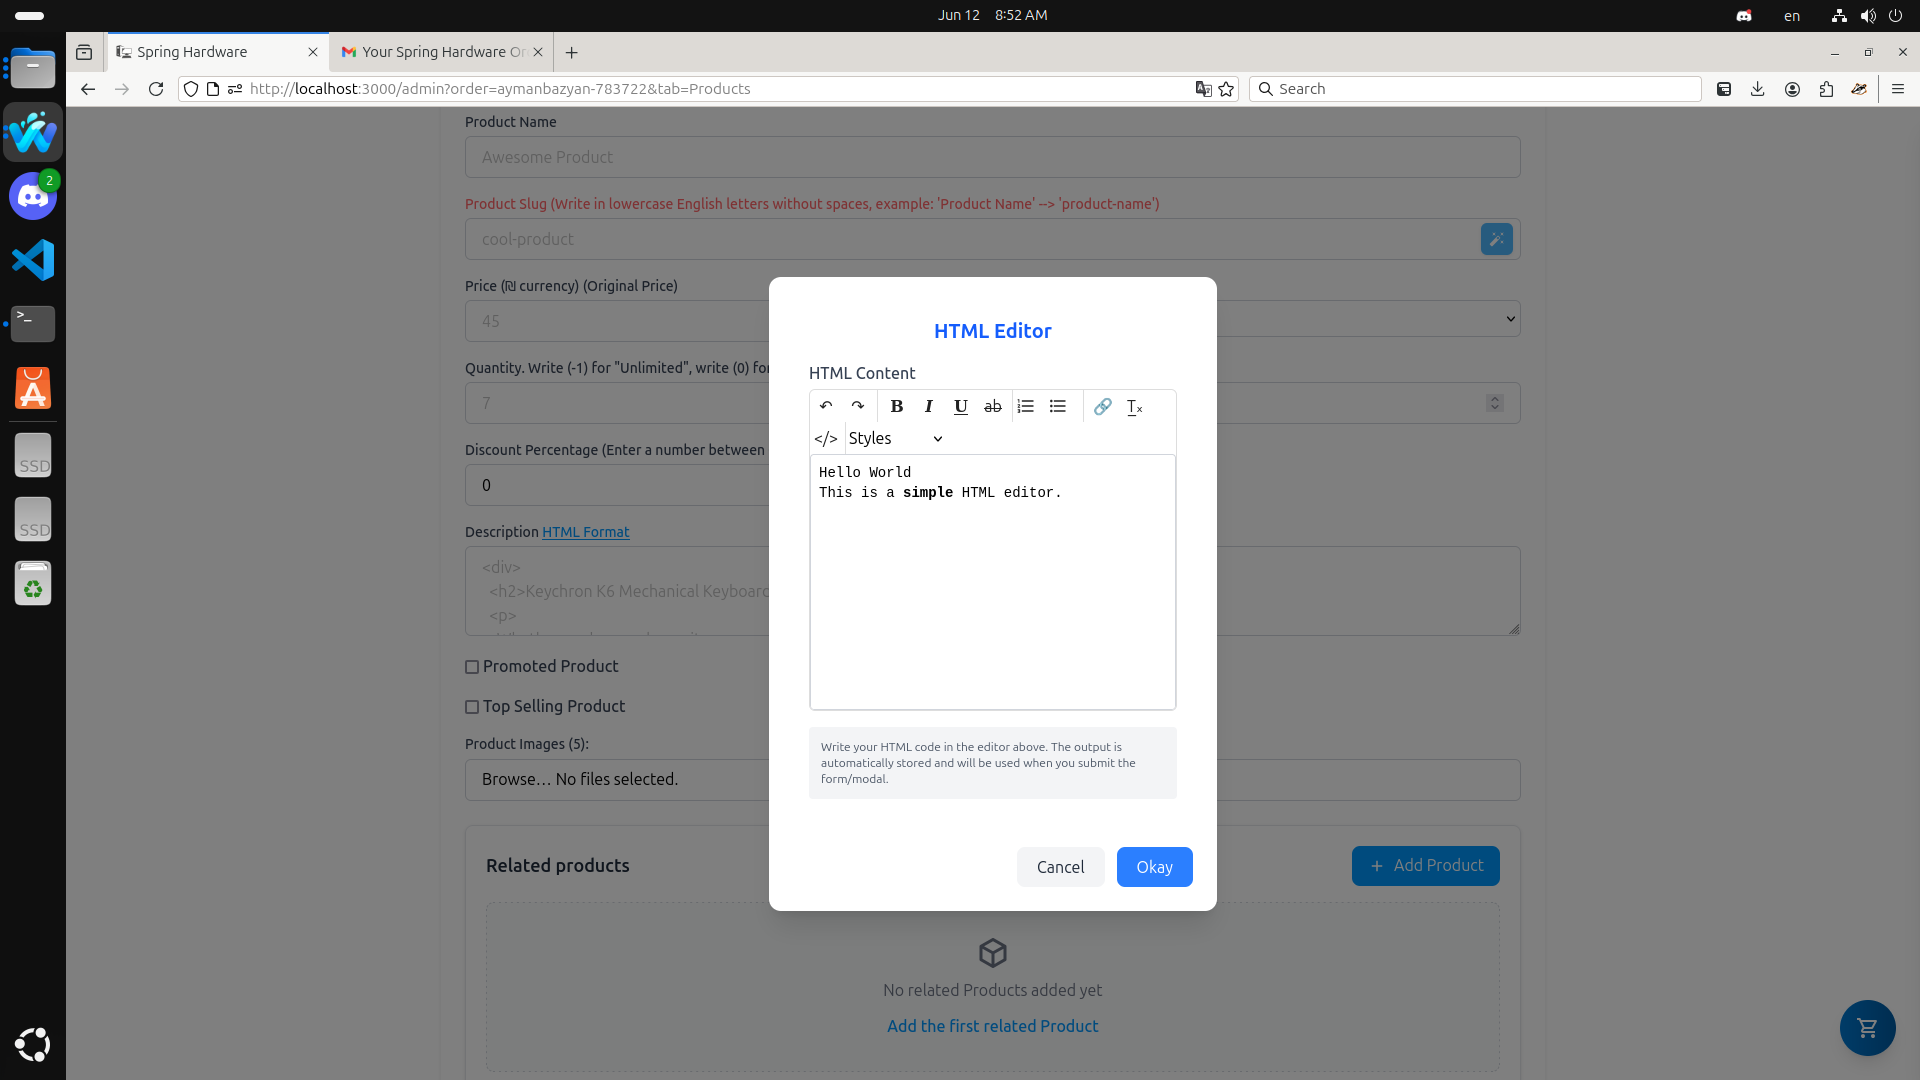 Jun 12 8:52 AM
en
Spring Hardware
Your Spring Hardware Or
http://localhost:3000/admin?order=aymanbazyan-783722&tab=Products
Search
2
SSD
SSD
Product Name
Awesome Product
Product Slug (Write in lowercase English letters without spaces, example: 'Product Name' --> 'product-name')
cool-product
Price (₪ currency) (Original Price)
45
Quantity. Write (-1) for "Unlimited", write (0) for
7
Discount Percentage (Enter a number between
0
Description HTML Format
<div>
<h2>Keychron K6 Mechanical Keyboard
<p>
Promoted Product
Top Selling Product
Product Images (5):
Browse… No files selected.
Related products
+ Add Product
No related Products added yet
Add the first related Product
HTML Editor
HTML Content
B I U ab Tx
</> Styles
Hello World
This is a simple HTML editor.
Write your HTML code in the editor above. The output is
automatically stored and will be used when you submit the
form/modal.
Cancel Okay